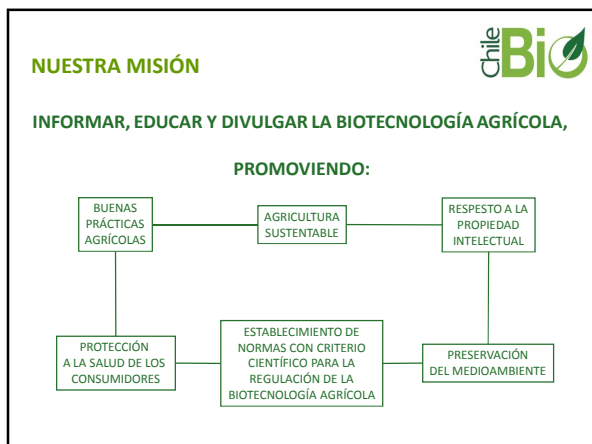 Chile
Bio
NUESTRA MISIÓN
INFORMAR, EDUCAR Y DIVULGAR LA BIOTECNOLOGÍA AGRÍCOLA,
PROMOVIENDO:
BUENAS
PRÁCTICAS
AGRÍCOLAS
AGRICULTURA
SUSTENTABLE
RESPESTO A LA
PROPIEDAD
INTELECTUAL
PROTECCIÓN
A LA SALUD DE LOS
CONSUMIDORES
ESTABLECIMIENTO DE
NORMAS CON CRITERIO
CIENTÍFICO PARA LA
REGULACIÓN DE LA
BIOTECNOLOGÍA AGRÍCOLA
PRESERVACIÓN
DEL MEDIOAMBIENTE